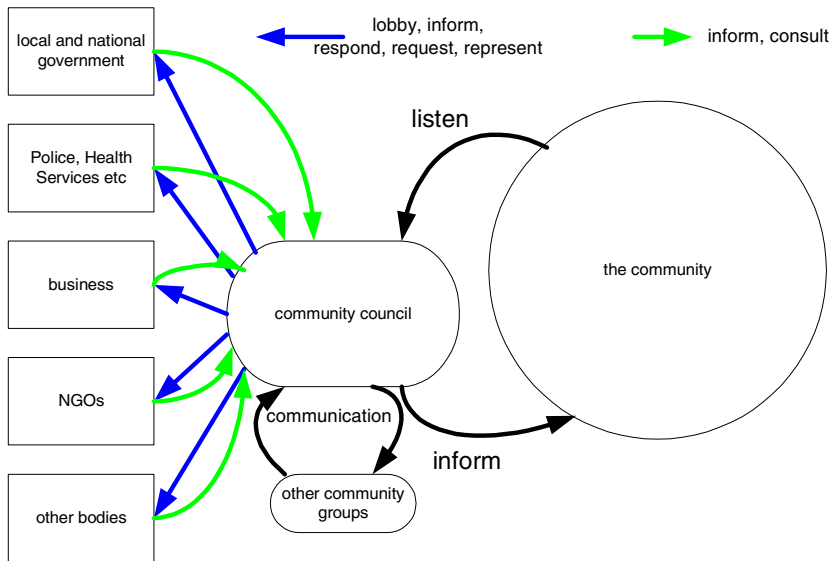 local and national
government
lobby, inform,
respond, request, represent
inform, consult
Police, Health
Services etc
listen
business
the community
community council
NGOs
communication
inform
other community
groups
other bodies